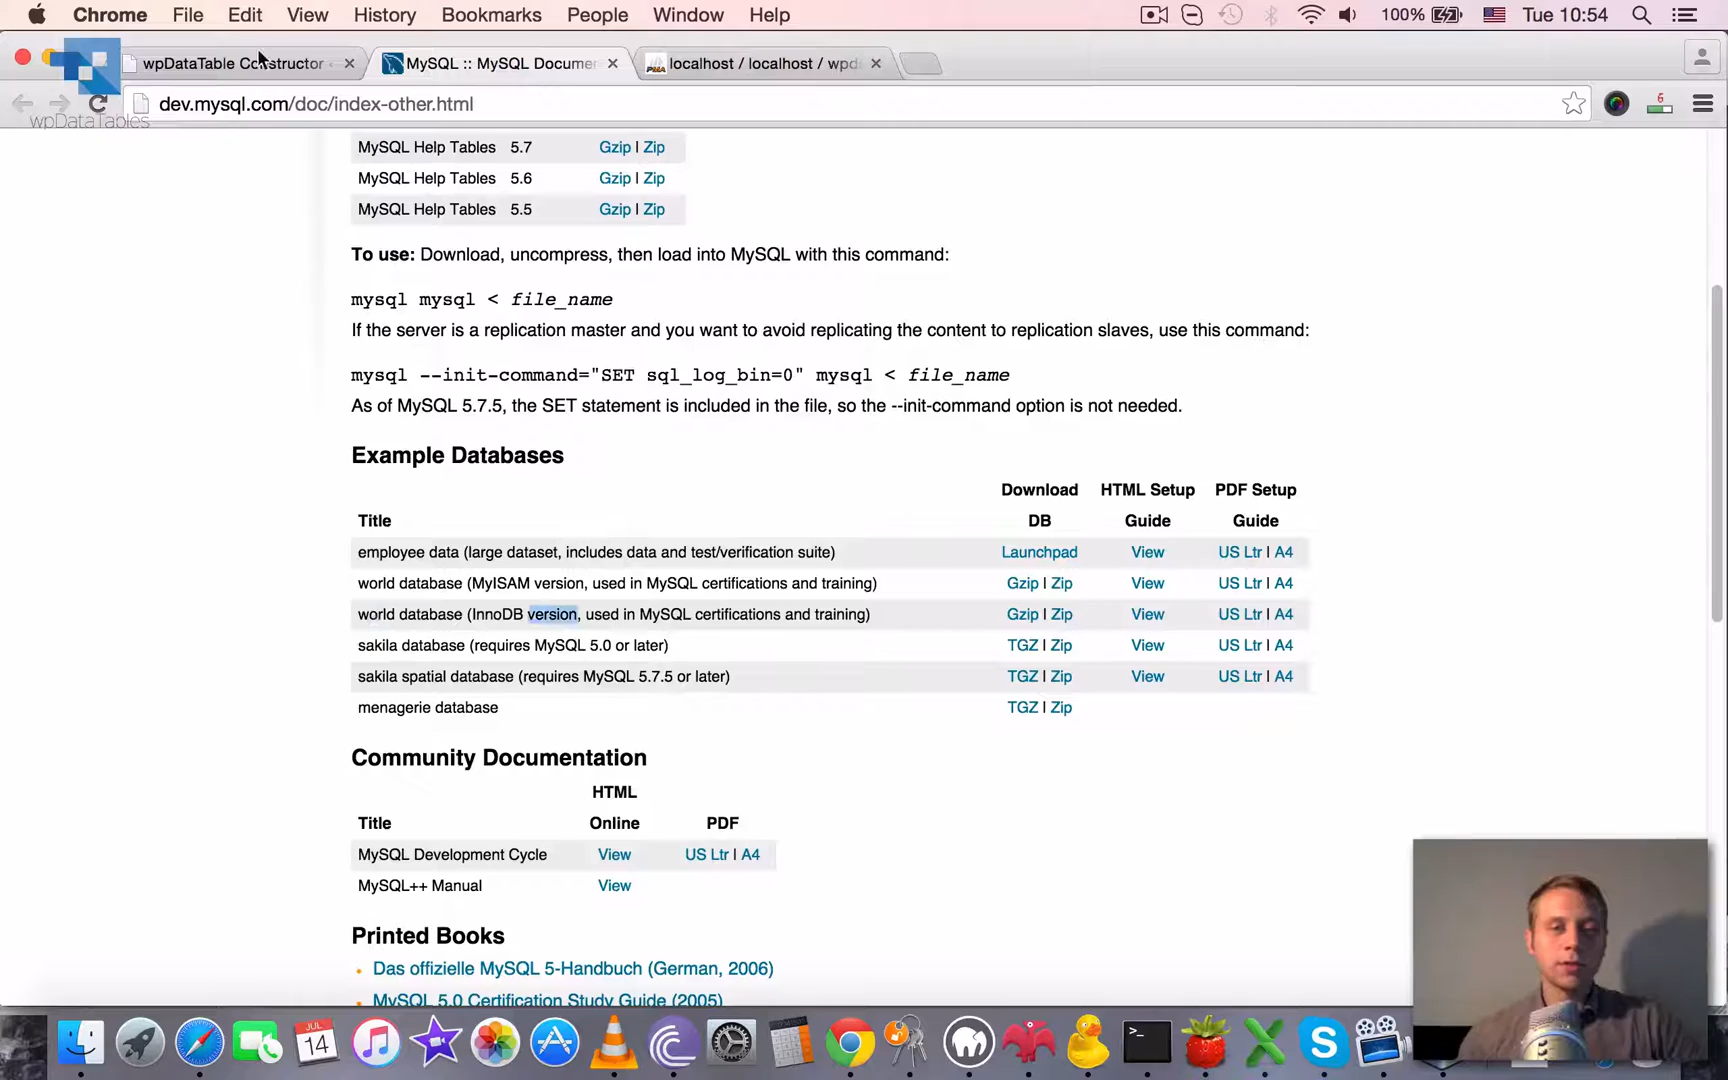 Chrome File Edit View History Bookmarks People Window Help 100% Tue 10:54
wpDataTable Constructor MySQL :: MySQL Documen localhost / localhost / wpd
dev.mysql.com/doc/index-other.html 6
wpDataTables
MySQL Help Tables 5.7 Gzip | Zip
MySQL Help Tables 5.6 Gzip | Zip
MySQL Help Tables 5.5 Gzip | Zip
To use: Download, uncompress, then load into MySQL with this command:
mysql mysql < file_name
If the server is a replication master and you want to avoid replicating the content to replication slaves, use this command:
mysql --init-command="SET sql_log_bin=0" mysql < file_name
As of MySQL 5.7.5, the SET statement is included in the file, so the --init-command option is not needed.
Example Databases
Download HTML Setup PDF Setup
Title DB Guide Guide
employee data (large dataset, includes data and test/verification suite) Launchpad View US Ltr | A4
world database (MyISAM version, used in MySQL certifications and training) Gzip | Zip View US Ltr | A4
world database (InnoDB version, used in MySQL certifications and training) Gzip | Zip View US Ltr | A4
sakila database (requires MySQL 5.0 or later) TGZ | Zip View US Ltr | A4
sakila spatial database (requires MySQL 5.7.5 or later) TGZ | Zip View US Ltr | A4
menagerie database TGZ | Zip
Community Documentation
HTML
Title Online PDF
MySQL Development Cycle View US Ltr | A4
MySQL++ Manual View
Printed Books
Das offizielle MySQL 5-Handbuch (German, 2006)
MySQL 5.0 Certification Study Guide (2005)
JUL
14